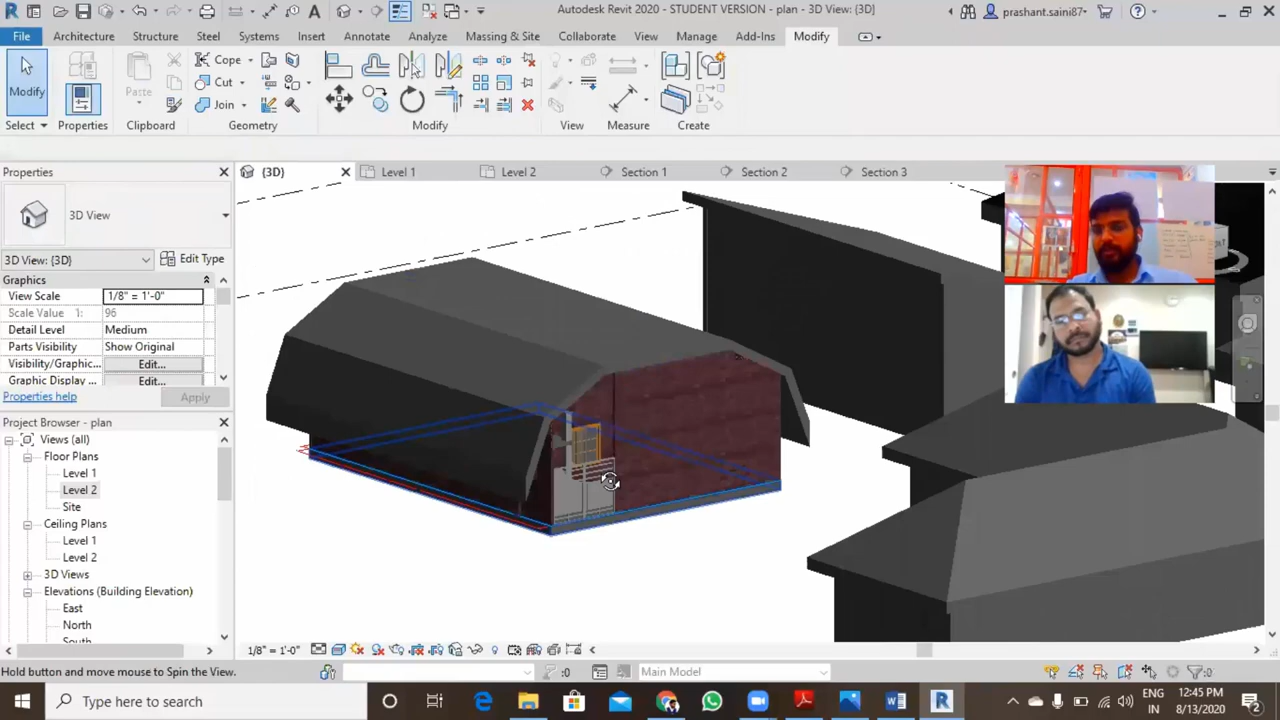 Autodesk Revit 2020 - STUDENT VERSION - plan - 3D View: {3D}
prashant.saini87
File Architecture Structure Steel Systems Insert Annotate Analyze Massing & Site Collaborate View Manage Add-Ins Modify
Modify
Select
Properties
Paste
Clipboard
Cope
Cut
Join
Geometry
Modify
View
Measure
Create
Properties
{3D} Level 1 Level 2 Section 1 Section 2 Section 3
3D View
3D View: {3D} Edit Type
Graphics
View Scale 1/8" = 1'-0"
Scale Value 1: 96
Detail Level Medium
Parts Visibility Show Original
Visibility/Graphic... Edit...
Graphic Display ... Edit...
Properties help Apply
Project Browser - plan
Views (all)
Floor Plans
Level 1
Level 2
Site
Ceiling Plans
Level 1
Level 2
3D Views
Elevations (Building Elevation)
East
North
South
1/8" = 1'-0"
Hold button and move mouse to Spin the View.
:0
Main Model
:0
Type here to search
ENG
IN
12:45 PM
8/13/2020
2